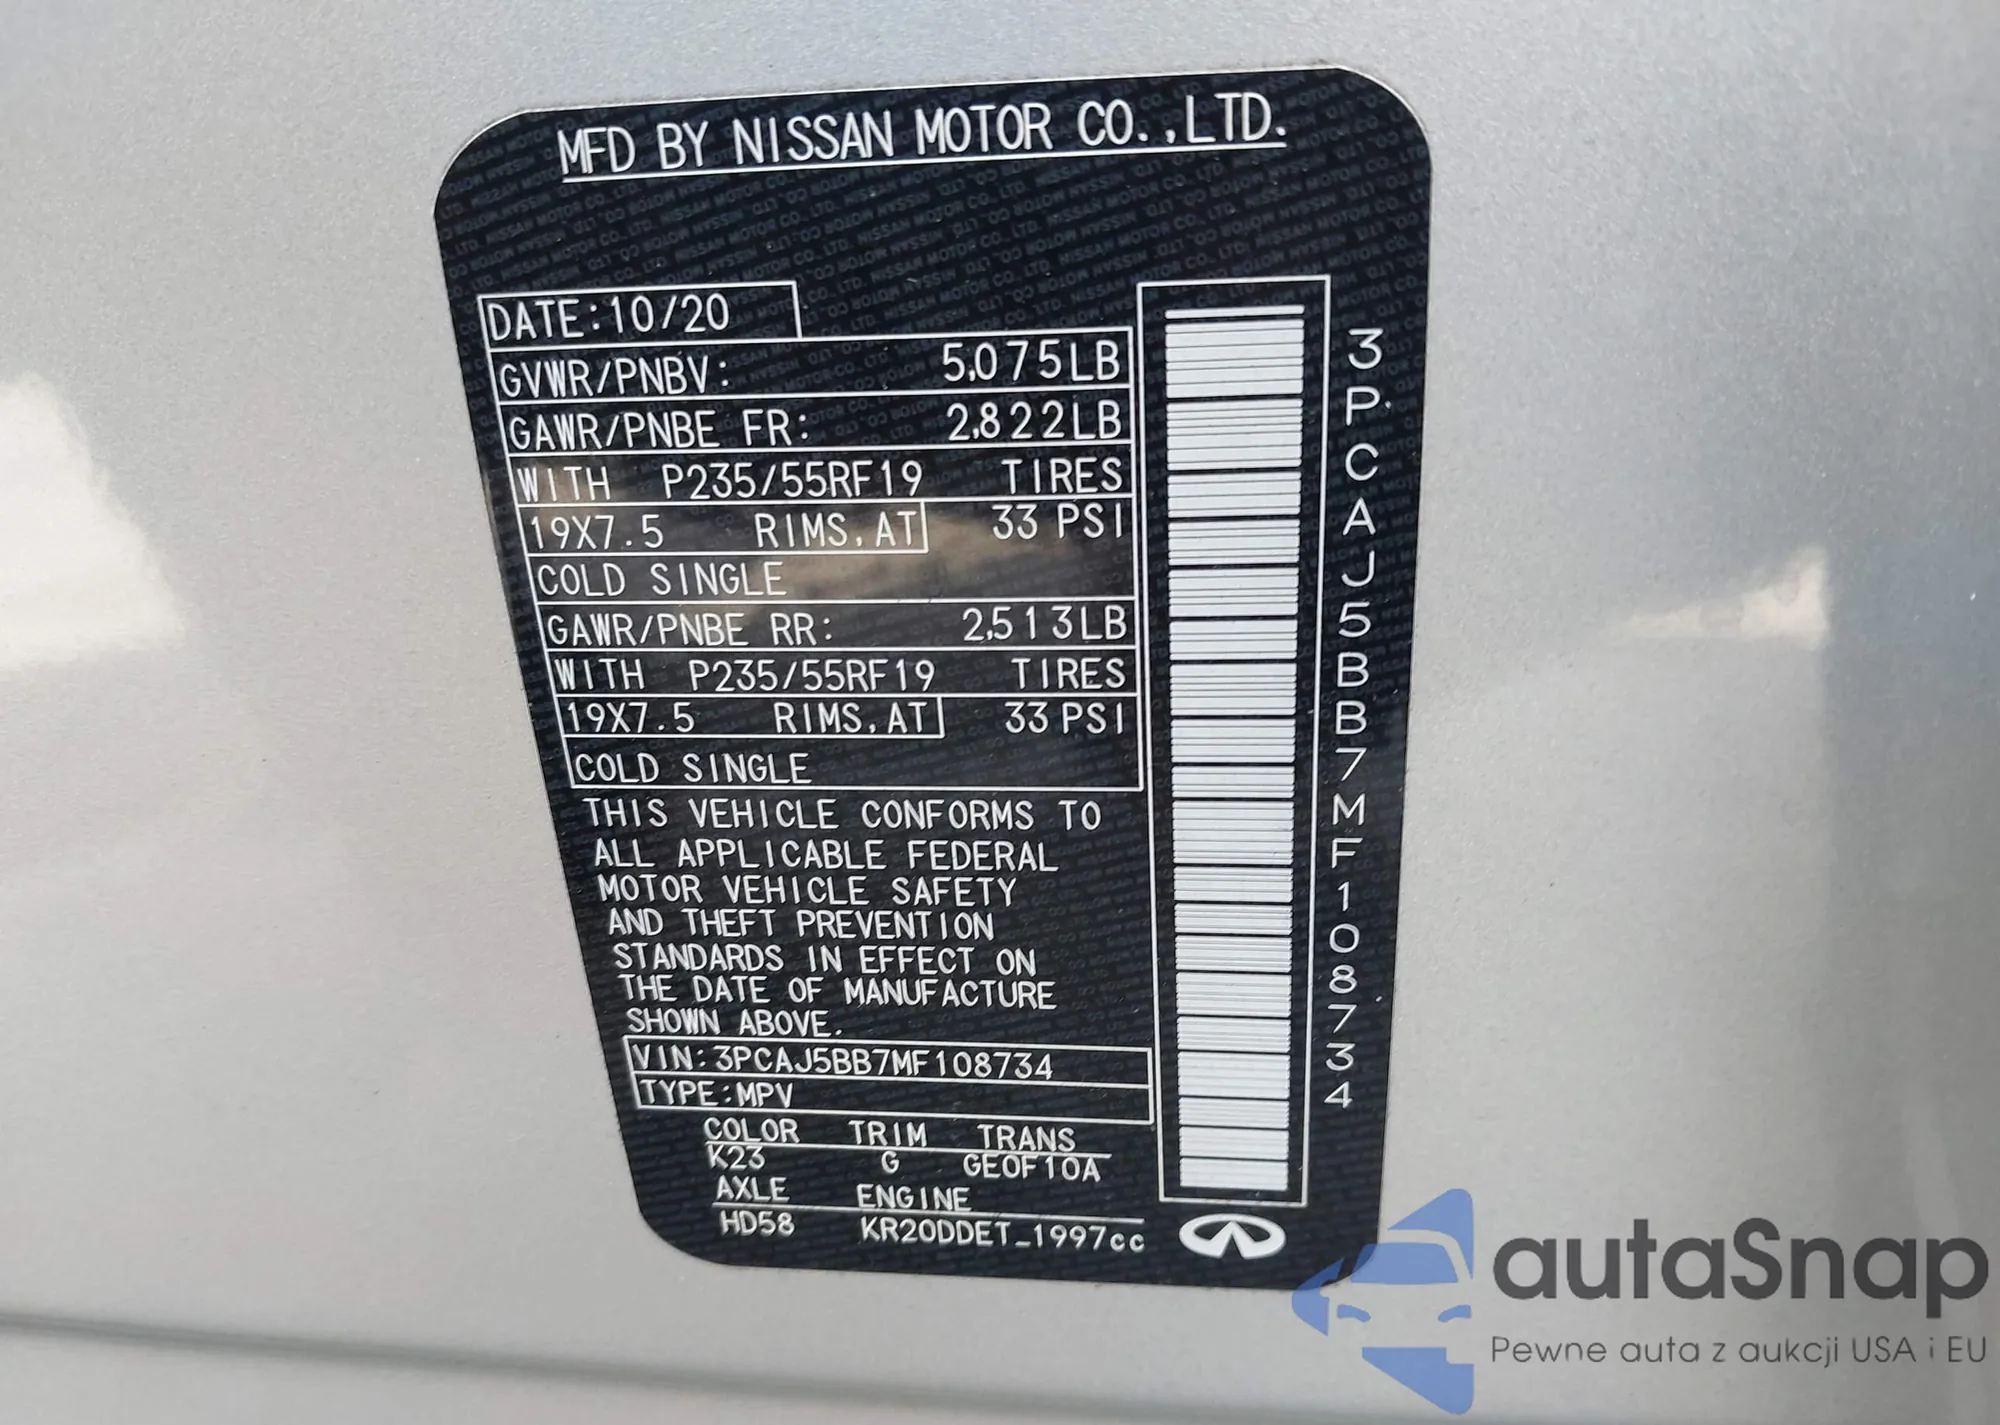 MFD BY NISSAN MOTOR CO.,LTD.
DATE:10/20
GVWR/PNBV: 5,075LB
GAWR/PNBE FR: 2,822LB
WITH P235/55RF19 TIRES
19X7.5 RIMS,AT 33 PSI
COLD SINGLE
GAWR/PNBE RR: 2,513LB
WITH P235/55RF19 TIRES
19X7.5 RIMS,AT 33 PSI
COLD SINGLE
THIS VEHICLE CONFORMS TO
ALL APPLICABLE FEDERAL
MOTOR VEHICLE SAFETY
AND THEFT PREVENTION
STANDARDS IN EFFECT ON
THE DATE OF MANUFACTURE
SHOWN ABOVE.
VIN:3PCAJ5BB7MF108734
TYPE:MPV
COLOR TRIM TRANS
K23 G GE0F10A
AXLE ENGINE
HD58 KR20DDET_1997cc
3PCAJ5BB7MF108734
autaSnap
Pewne auta z aukcji USA i EU